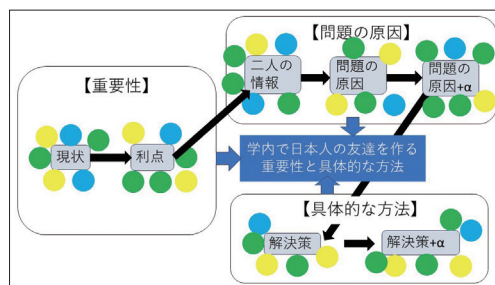 【問題の原因】
二人の
情報
問題の
原因
問題の
原因+α
【重要性】
現状
利点
学内で日本人の友達を作る
重要性と具体的な方法
【具体的な方法】
解決策
解決策+α